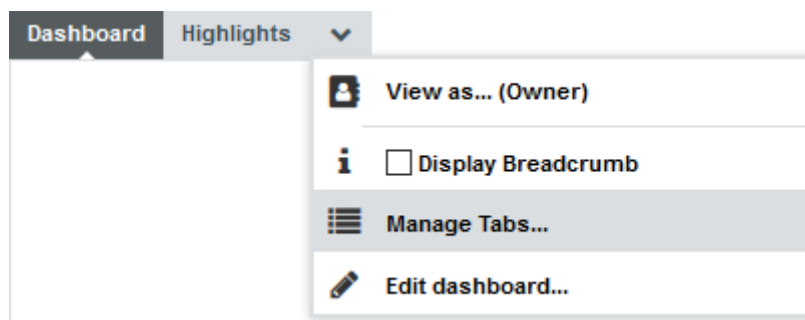 Dashboard Highlights
View as... (Owner)
Display Breadcrumb
Manage Tabs...
Edit dashboard...